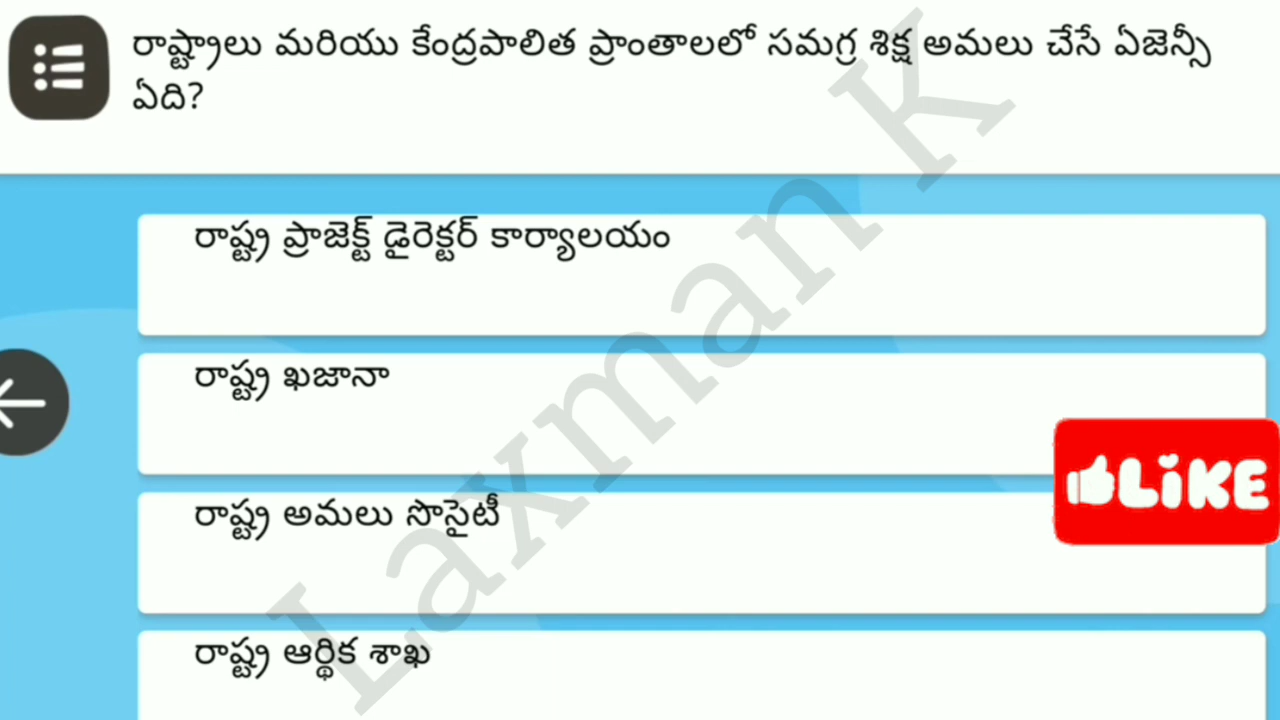 రాష్ట్రాలు మరియు కేంద్రపాలిత ప్రాంతాలలో సమగ్ర శిక్ష అమలు చేసే ఏజెన్సీ
ఏది?
రాష్ట్ర ప్రాజెక్ట్ డైరెక్టర్ కార్యాలయం
రాష్ట్ర ఖజానా
LiKE
రాష్ట్ర అమలు సొసైటీ
రాష్ట్ర ఆర్థిక శాఖ
Laxman K